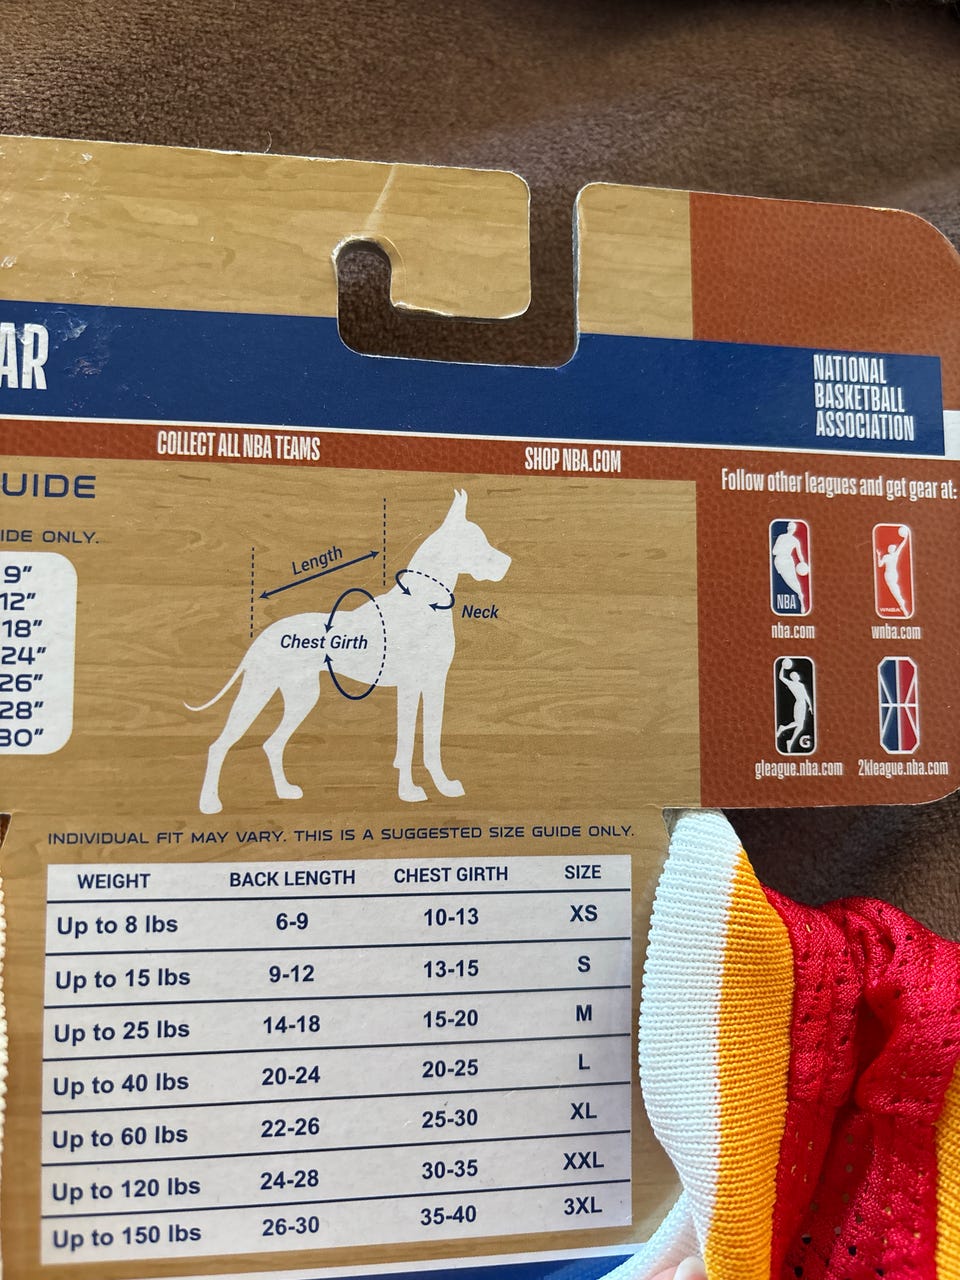 AR
NATIONAL
BASKETBALL
ASSOCIATION
COLLECT ALL NBA TEAMS
SHOP NBA.COM
UIDE
IDE ONLY.
9"
12"
18"
24"
26"
28"
30"
Length
Neck
Chest Girth
Follow other leagues and get gear at:
NBA
WNBA
nba.com
wnba.com
G
gleague.nba.com
2kleague.nba.com
INDIVIDUAL FIT MAY VARY. THIS IS A SUGGESTED SIZE GUIDE ONLY.
WEIGHT BACK LENGTH CHEST GIRTH SIZE
Up to 8 lbs 6-9 10-13 XS
Up to 15 lbs 9-12 13-15 S
Up to 25 lbs 14-18 15-20 M
Up to 40 lbs 20-24 20-25 L
Up to 60 lbs 22-26 25-30 XL
Up to 120 lbs 24-28 30-35 XXL
Up to 150 lbs 26-30 35-40 3XL